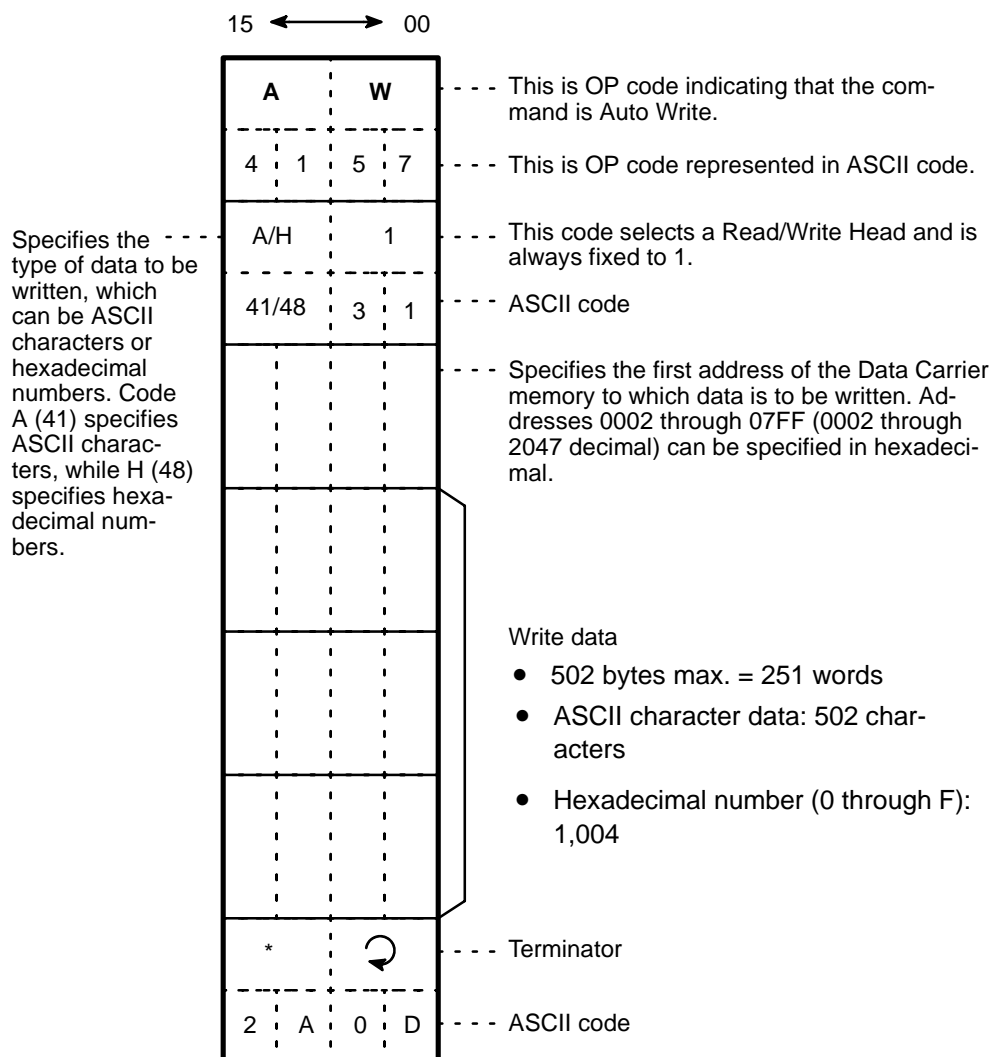 15 00
A W
This is OP code indicating that the com-
mand is Auto Write.
4 1 5 7
This is OP code represented in ASCII code.
Specifies the
type of data to be
written, which
can be ASCII
characters or
hexadecimal
numbers. Code
A (41) specifies
ASCII charac-
ters, while H (48)
specifies hexa-
decimal num-
bers.
A/H 1
This code selects a Read/Write Head and is
always fixed to 1.
41/48 3 1
ASCII code
Specifies the first address of the Data Carrier
memory to which data is to be written. Ad-
dresses 0002 through 07FF (0002 through
2047 decimal) can be specified in hexadeci-
mal.
Write data
• 502 bytes max. = 251 words
• ASCII character data: 502 char-
acters
• Hexadecimal number (0 through F):
1,004
*
Terminator
2 A 0 D
ASCII code